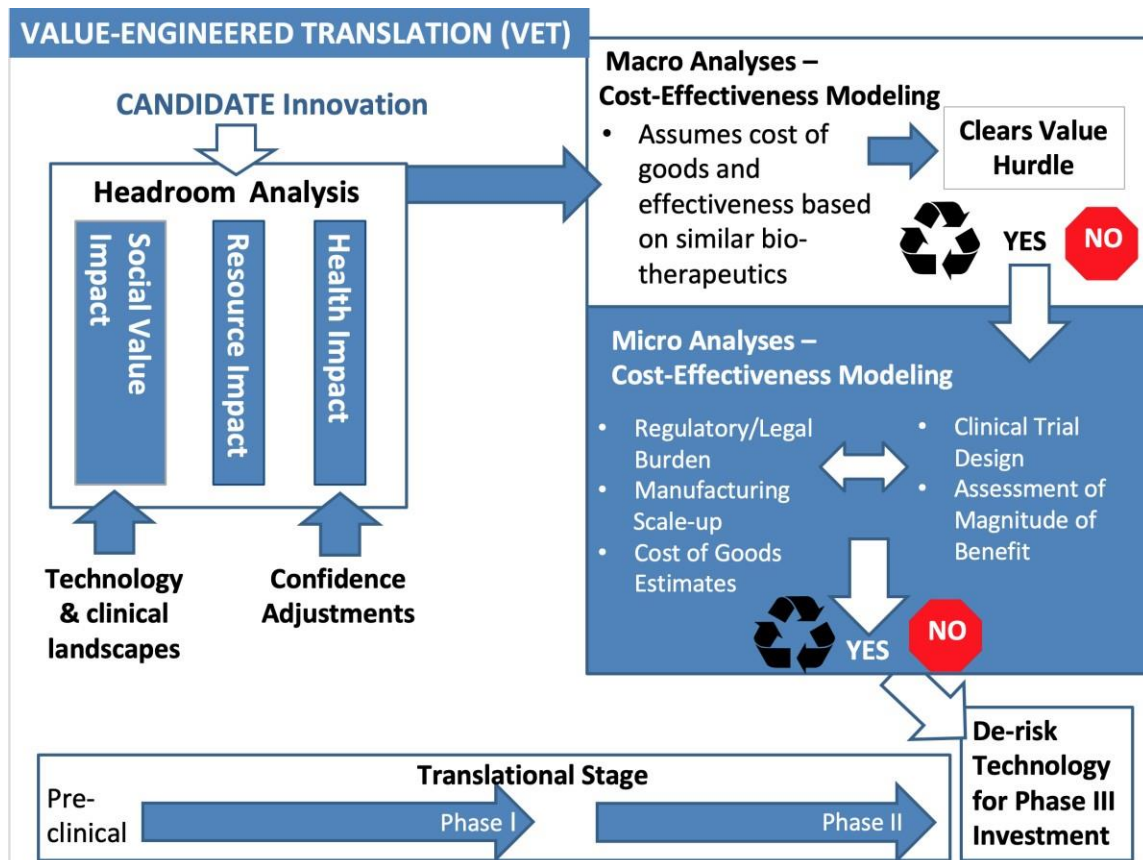 VALUE-ENGINEERED TRANSLATION (VET)
CANDIDATE Innovation
Headroom Analysis
Social Value
Impact
Resource Impact
Health Impact
Technology
& clinical
landscapes
Confidence
Adjustments
Macro Analyses –
Cost-Effectiveness Modeling
• Assumes cost of
goods and
effectiveness based
on similar bio-
therapeutics
Clears Value
Hurdle
YES
NO
Micro Analyses –
Cost-Effectiveness Modeling
• Regulatory/Legal
Burden
• Manufacturing
Scale-up
• Cost of Goods
Estimates
• Clinical Trial
Design
• Assessment of
Magnitude of
Benefit
YES
NO
De-risk
Technology
for Phase III
Investment
Translational Stage
Pre-
clinical
Phase I
Phase II